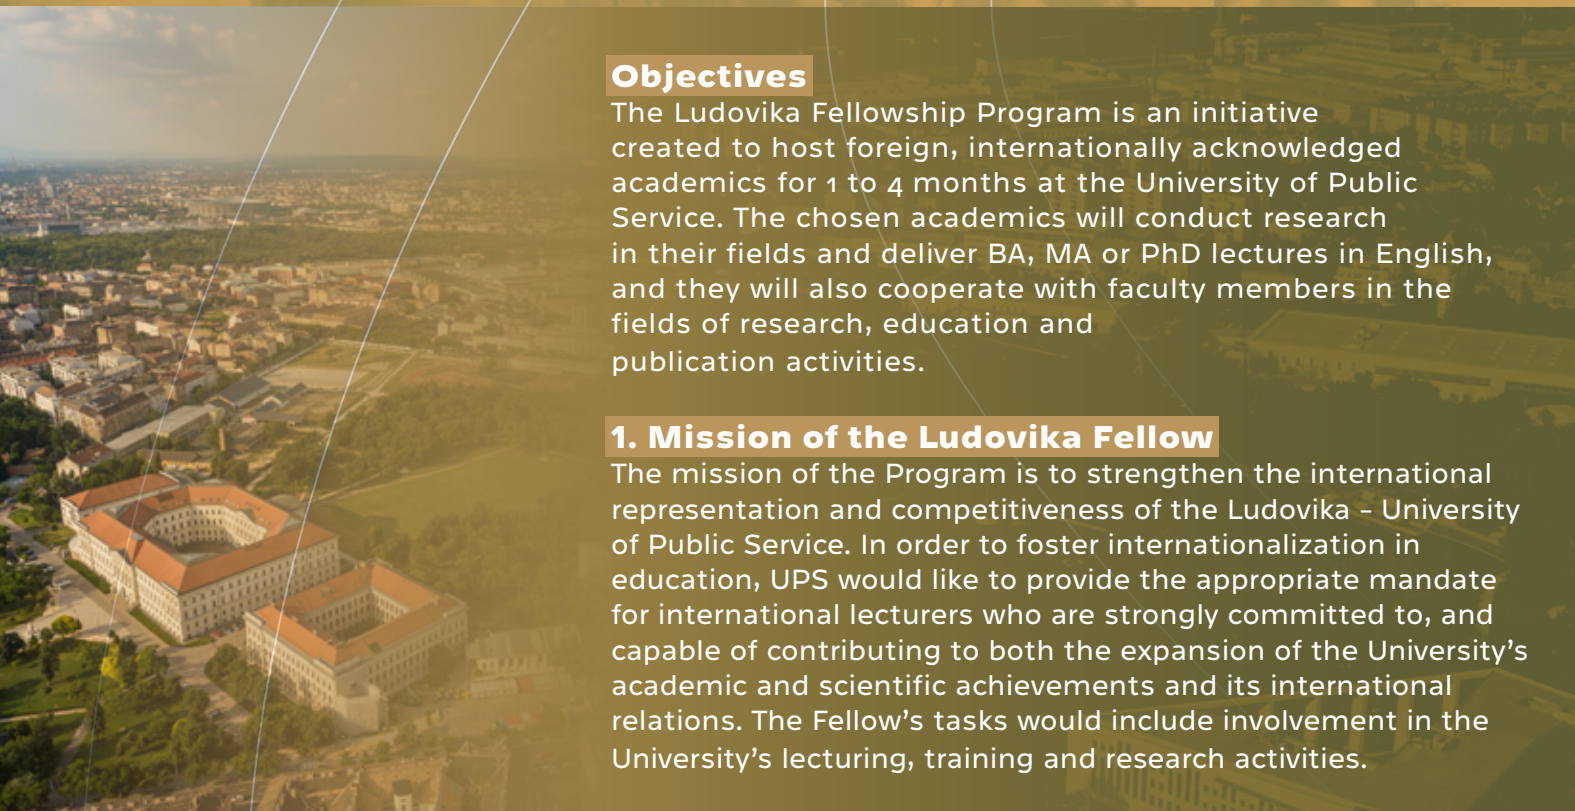 Objectives
The Ludovika Fellowship Program is an initiative
created to host foreign, internationally acknowledged
academics for 1 to 4 months at the University of Public
Service. The chosen academics will conduct research
in their fields and deliver BA, MA or PhD lectures in English,
and they will also cooperate with faculty members in the
fields of research, education and
publication activities.
1. Mission of the Ludovika Fellow
The mission of the Program is to strengthen the international
representation and competitiveness of the Ludovika – University
of Public Service. In order to foster internationalization in
education, UPS would like to provide the appropriate mandate
for international lecturers who are strongly committed to, and
capable of contributing to both the expansion of the University’s
academic and scientific achievements and its international
relations. The Fellow’s tasks would include involvement in the
University’s lecturing, training and research activities.